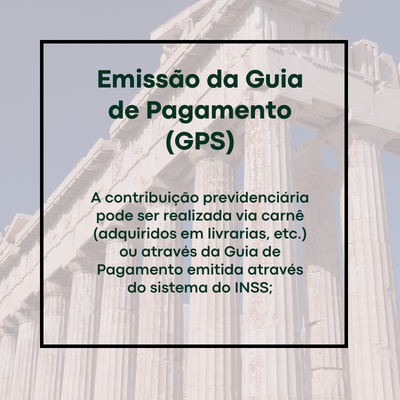 Emissão da Guia
de Pagamento
(GPS)
A contribuição previdenciária
pode ser realizada via carnê
(adquiridos em livrarias, etc.)
ou através da Guia de
Pagamento emitida através
do sistema do INSS;